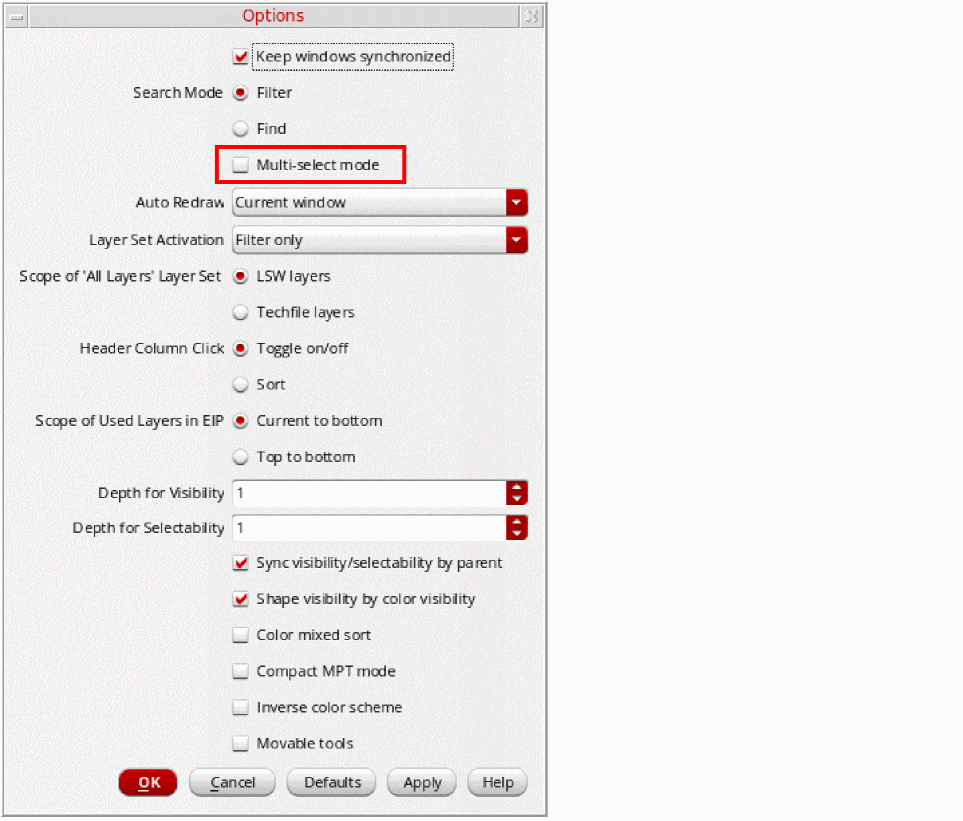 Options
Keep windows synchronized
Search Mode Filter
Find
Multi-select mode
Auto Redraw Current window
Layer Set Activation Filter only
Scope of 'All Layers' Layer Set LSW layers
Techfile layers
Header Column Click Toggle on/off
Sort
Scope of Used Layers in EIP Current to bottom
Top to bottom
Depth for Visibility 1
Depth for Selectability 1
Sync visibility/selectability by parent
Shape visibility by color visibility
Color mixed sort
Compact MPT mode
Inverse color scheme
Movable tools
OK Cancel Defaults Apply Help